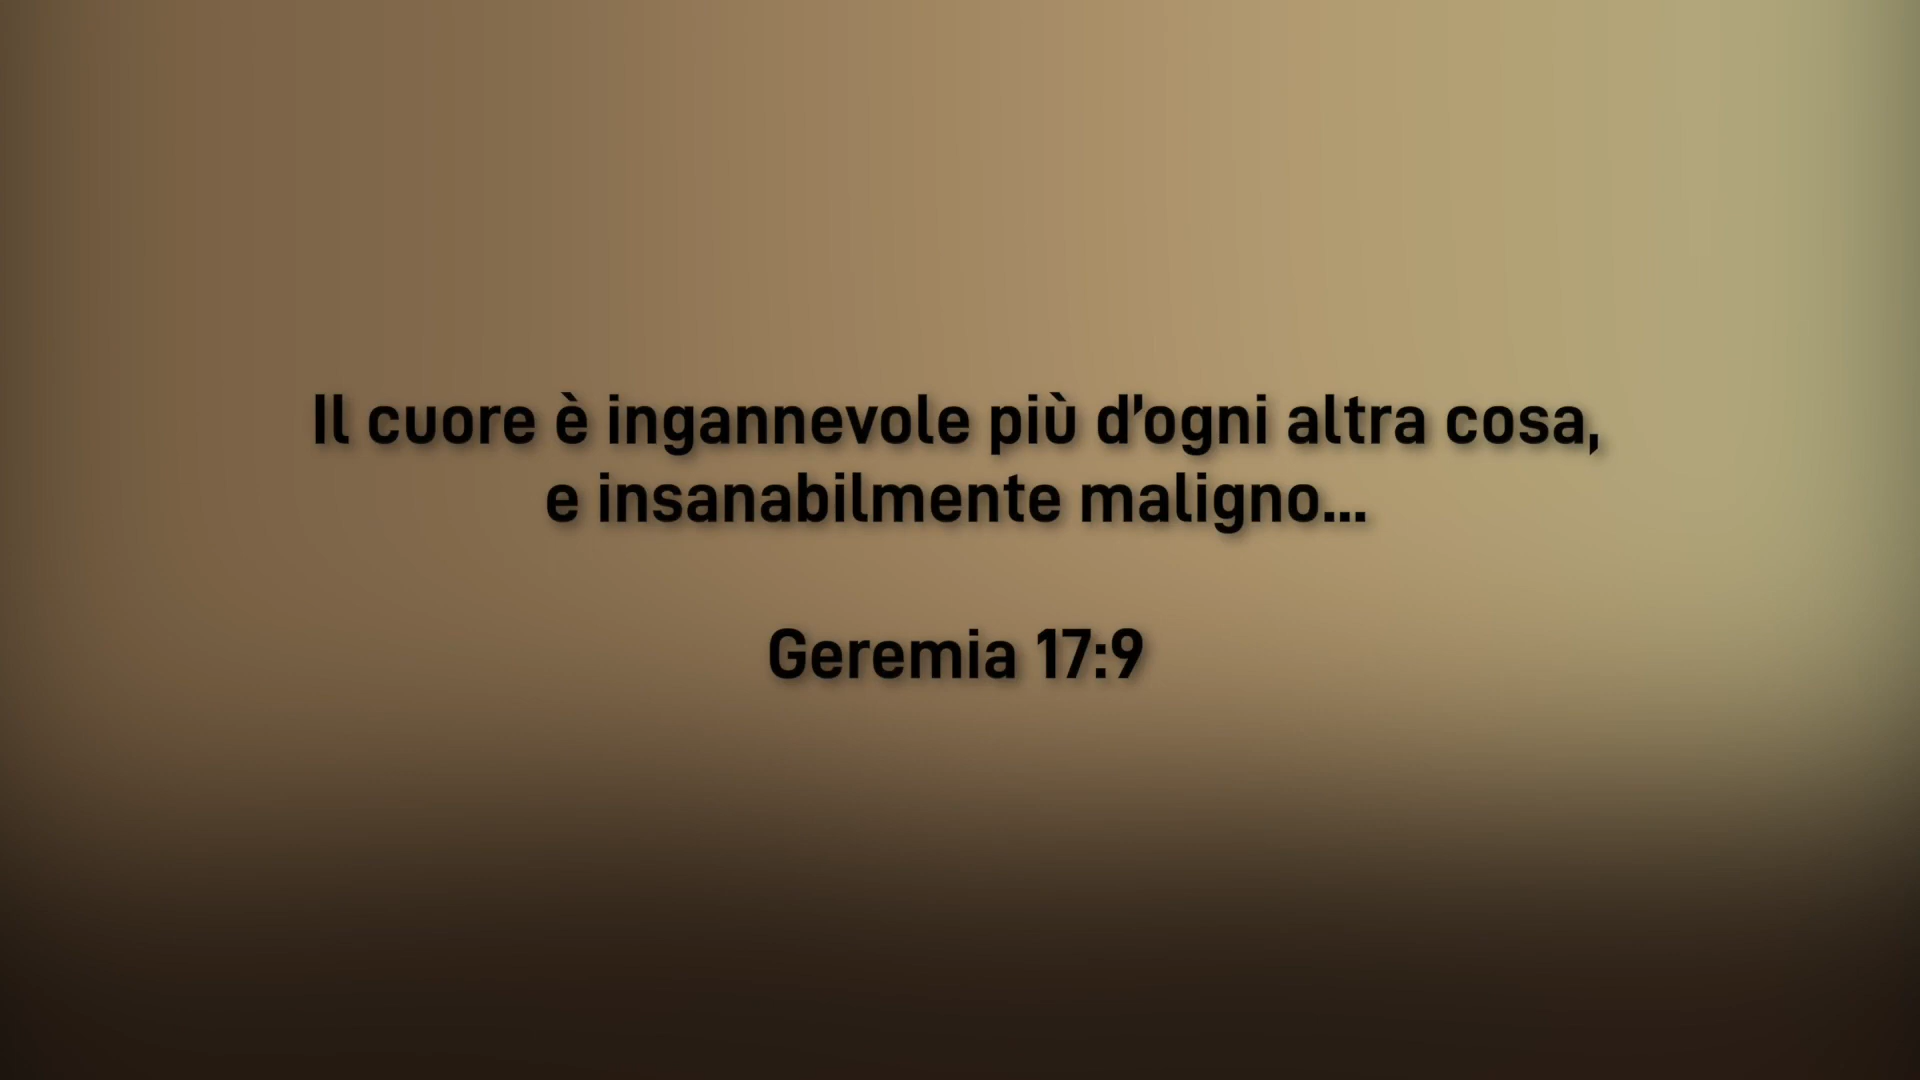 Il cuore è ingannevole più d’ogni altra cosa,
e insanabilmente maligno...
Geremia 17:9